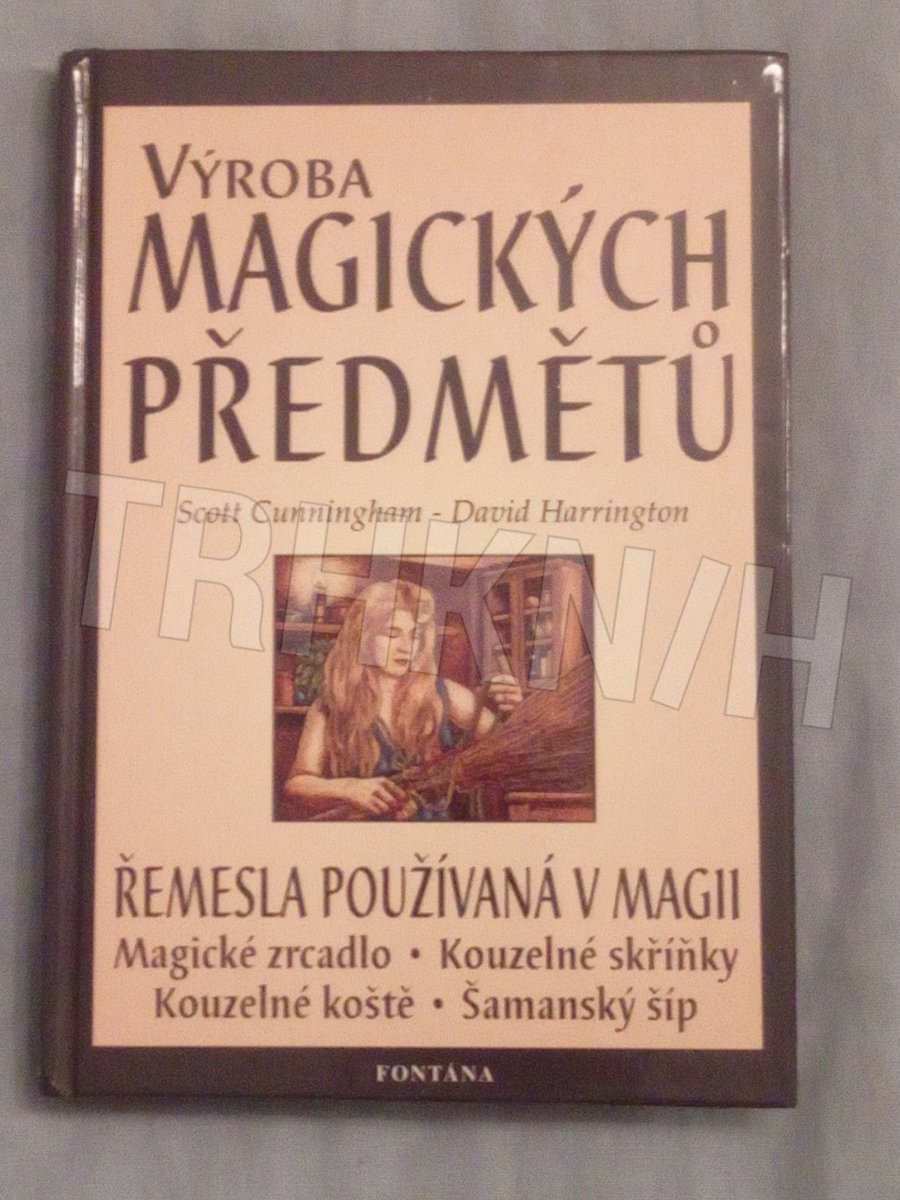 VÝROBA
MAGICKÝCH
PŘEDMĚTŮ
Scott Cunningham - David Harrington
TRHKNIH
ŘEMESLA POUŽÍVANÁ V MAGII
Magické zrcadlo • Kouzelné skříňky
Kouzelné koště • Šamanský šíp
FONTÁNA